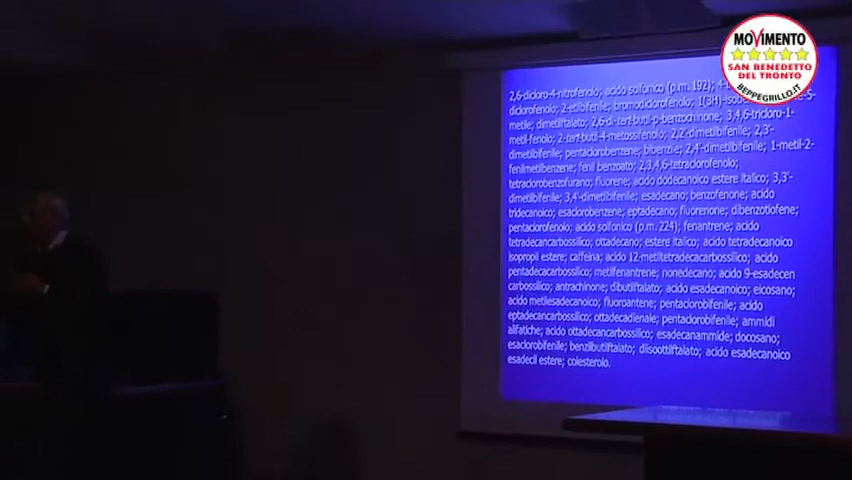 MOVIMENTO
SAN BENEDETTO
DEL TRONTO
BEPPEGRILLO.IT
2,6-dicloro-4-nitrofenolo; acido solfonico (p.m. 192); 4-
diclorofenolo; 2-etilbifenile; bromodiclorofenolo; 1(3H)-
metile; dimetilftalato; 2,6-di-tert-butil-p-benzochinone; 3,4,6-tricloro-1-
metil-fenolo; 2-tert-butil-4-metossifenolo; 2,2'-dimetilbifenile; 2,3'-
dimetilbifenile; pentaclorobenzene; bibenzile; 2,4'-dimetilbifenile; 1-metil-2-
fenilmetilbenzene; fenil benzoato; 2,3,4,6-tetraclorofenolo;
tetraclorobenzofurano; fluorene; acido dodecanoico estere italico; 3,3'-
dimetilbifenile; 3,4'-dimetilbifenile; esadecano; benzofenone; acido
tridecanoico; esaclorobenzene; eptadecano; fluorenone; dibenzotiofene;
pentaclorofenolo; acido solfonico (p.m. 224); fenantrene; acido
tetradecancarbossilico; ottadecano; estere italico; acido tetradecanoico
isopropil estere; caffeina; acido 12-metiltetradecacarbossilico; acido
pentadecacarbossilico; metilfenantrene; nonedecano; acido 9-esadecen
carbossilico; antrachinone; dibutilftalato; acido esadecanoico; eicosano;
acido metilesadecanoico; fluoroantene; pentaclorobifenile; acido
eptadecancarbossilico; ottadecadienale; pentaclorobifenile; ammidi
alifatiche; acido ottadecancarbossilico; esadecanammide; docosano;
esaclorobifenile; benzilbutilftalato; diisoottilftalato; acido esadecanoico
esadecil estere; colesterolo.